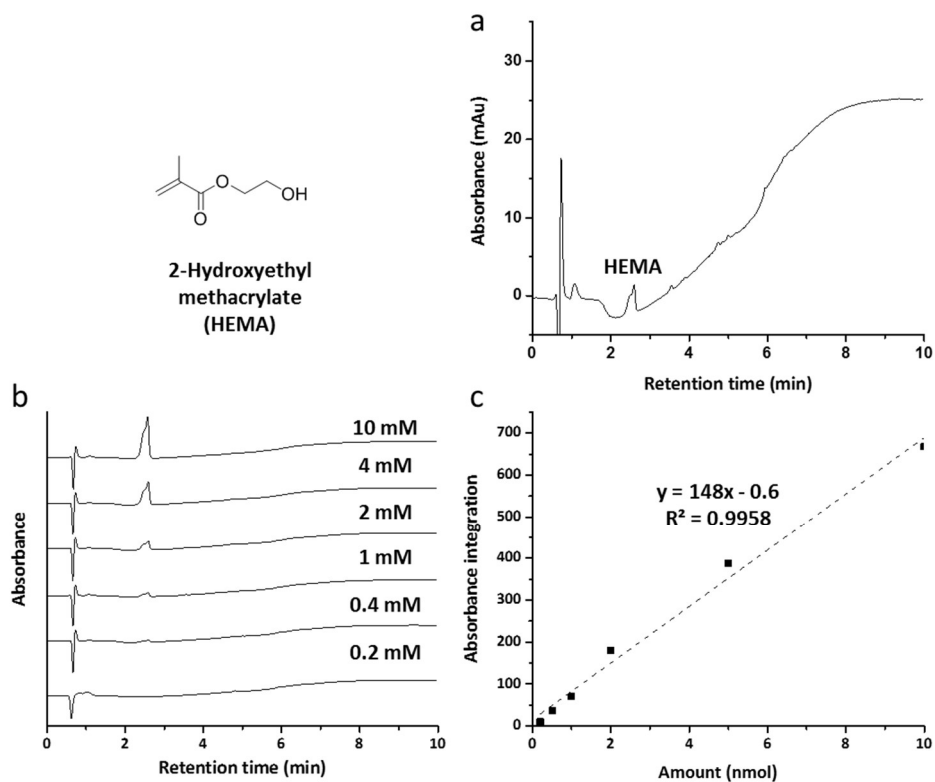 a
30
20
10
0
Absorbance (mAu)
HEMA
0
2
4
6
8
10
Retention time (min)
O
O
OH
2-Hydroxyethyl
methacrylate
(HEMA)
b
10 mM
4 mM
2 mM
1 mM
0.4 mM
0.2 mM
Absorbance
0
2
4
6
8
10
Retention time (min)
c
700
600
500
400
300
200
100
0
Absorbance integration
y = 148x - 0.6
R² = 0.9958
0
2
4
6
8
10
Amount (nmol)